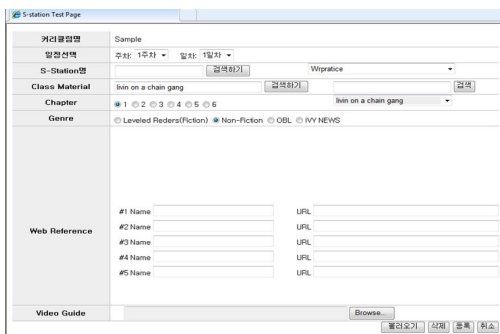 S-station Test Page
커리큘럼명 Sample
일정선택 주차: 1주차 일차: 1일차
S-Station명 검색하기 Wrpratice
Class Material livin on a chain gang 검색하기 검색
Chapter 1 2 3 4 5 6 livin on a chain gang
Genre Leveled Reders(Fiction) Non-Fiction OBL IVY NEWS
Web Reference
#1 Name URL
#2 Name URL
#3 Name URL
#4 Name URL
#5 Name URL
Video Guide Browse...
불러오기 삭제 등록 취소